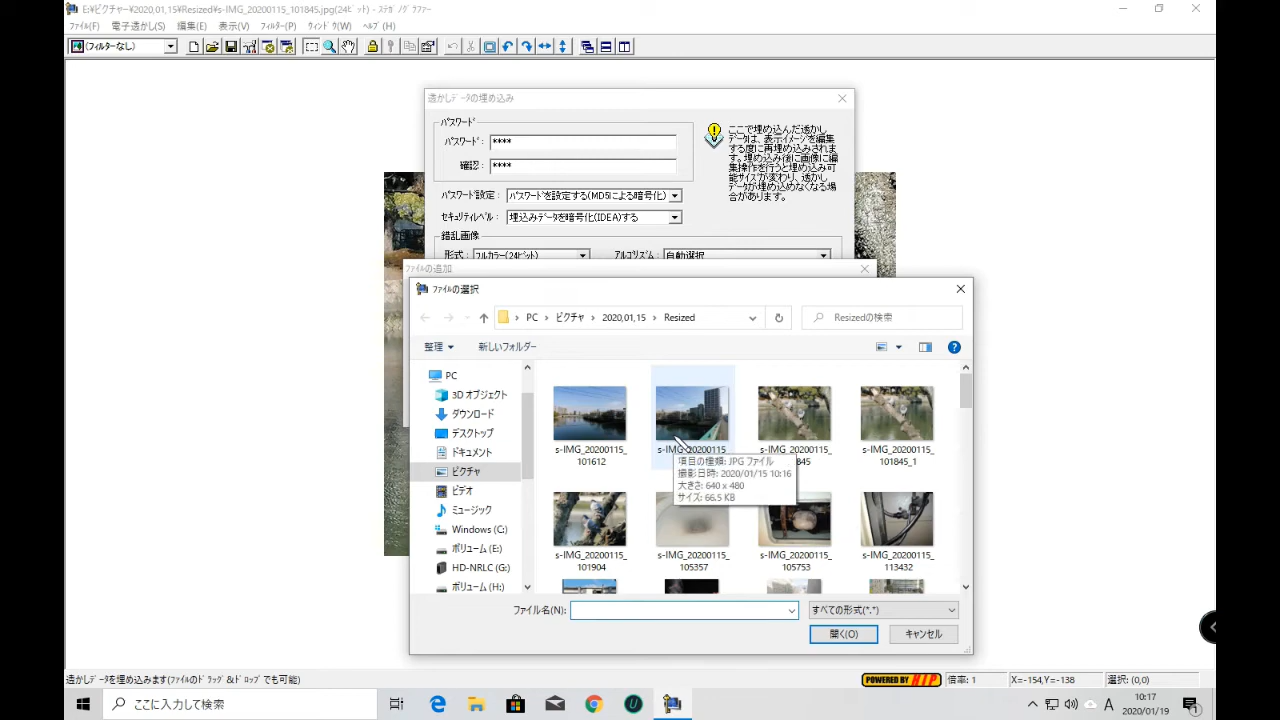 E:¥ピクチャー¥2020,01,15¥Resized¥s-IMG_20200115_101845.jpg(24ビット) - ステガノグラファー
ファイル(F) 電子透かし(S) 編集(E) 表示(V) フィルター(P) ウィンドウ(W) ヘルプ(H)
(フィルターなし)
透かしデータの埋め込み
パスワード
パスワード: ****
確認: ****
ここで埋め込んだ透かし
データは、表示イメージを編集
する度に再埋め込みされま
す。埋め込み後に画像に編
集操作を行うと埋め込み可
能サイズが変わり、透かし
データが埋め込めなくなる場
合があります。
パスワード設定: パスワードを設定する(MD5による暗号化)
セキュリティレベル: 埋込みデータを暗号化(IDEA)する
錯乱画像
形式: フルカラー(24ビット) アルゴリズム: 自動選択
ファイルの追加
ファイルの選択
PC › ピクチャ › 2020,01,15 › Resized
Resizedの検索
整理 新しいフォルダー
PC
3D オブジェクト
ダウンロード
デスクトップ
ドキュメント
ピクチャ
ビデオ
ミュージック
Windows (C:)
ボリューム (E:)
HD-NRLC (G:)
ボリューム (H:)
s-IMG_20200115_
101612
s-IMG_20200115
845
s-IMG_20200115_
101845_1
項目の種類: JPG ファイル
撮影日時: 2020/01/15 10:16
大きさ: 640 x 480
サイズ: 66.5 KB
s-IMG_20200115_
101904
s-IMG_20200115_
105357
s-IMG_20200115_
105753
s-IMG_20200115_
113432
ファイル名(N):
すべての形式(*.*)
開く(O)
キャンセル
透かしデータを埋め込みます(ファイルのドラッグ&ドロップでも可能)
POWERED BY HIP
倍率: 1
X=-154,Y=-138
選択: (0,0)
ここに入力して検索
A
10:17
2020/01/19
1